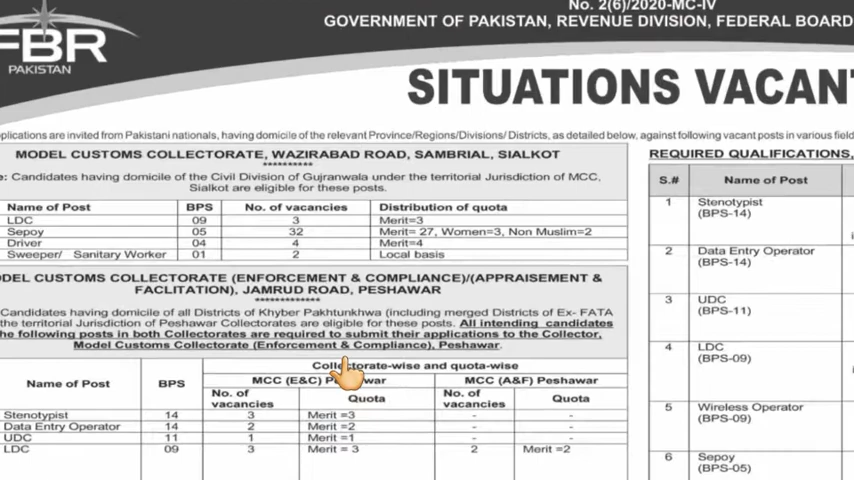 No. 2(6)/2020-MC-IV
GOVERNMENT OF PAKISTAN, REVENUE DIVISION, FEDERAL BOARD
FBR
PAKISTAN
SITUATIONS VACANT
are invited from Pakistani nationals, having domicile of the relevant Province/Regions/Divisions/ Districts, as detailed below, against following vacant posts in various
MODEL CUSTOMS COLLECTORATE, WAZIRABAD ROAD, SAMBRIAL, SIALKOT
**********
Candidates having domicile of the Civil Division of Gujranwala under the territorial Jurisdiction of MCC,
Sialkot are eligible for these posts.
Name of Post BPS No. of vacancies Distribution of quota
LDC 09 3 Merit=3
Sepoy 05 32 Merit= 27, Women=3, Non Muslim=2
Driver 04 4 Merit=4
Sweeper/ Sanitary Worker 01 2 Local basis
CUSTOMS COLLECTORATE (ENFORCEMENT & COMPLIANCE)/(APPRAISEMENT &
FACLITATION), JAMRUD ROAD, PESHAWAR
*************
Candidates having domicile of all Districts of Khyber Pakhtunkhwa (including merged Districts of Ex- FATA
the territorial Jurisdiction of Peshawar Collectorates are eligible for these posts. All intending candidates
following posts in both Collectorates are required to submit their applications to the Collector,
Model Customs Collectorate (Enforcement & Compliance), Peshawar.
Name of Post BPS Collectorate-wise and quota-wise
MCC (E&C) Peshawar MCC (A&F) Peshawar
No. of vacancies Quota No. of vacancies Quota
Stenotypist 14 3 Merit =3 - -
Data Entry Operator 14 2 Merit =2 - -
UDC 11 1 Merit =1 - -
LDC 09 3 Merit = 3 2 Merit =2
REQUIRED QUALIFICATIONS,
S.# Name of Post
1 Stenotypist
(BPS-14)
2 Data Entry Operator
(BPS-14)
3 UDC
(BPS-11)
4 LDC
(BPS-09)
5 Wireless Operator
(BPS-09)
6 Sepoy
(BPS-05)